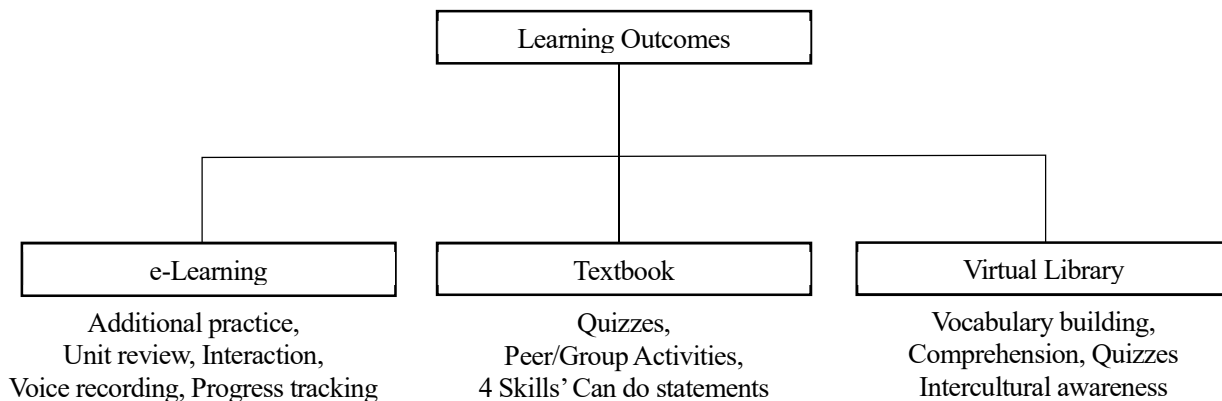 Learning Outcomes
e-Learning
Additional practice,
Unit review, Interaction,
Voice recording, Progress tracking
Textbook
Quizzes,
Peer/Group Activities,
4 Skills’ Can do statements
Virtual Library
Vocabulary building,
Comprehension, Quizzes
Intercultural awareness